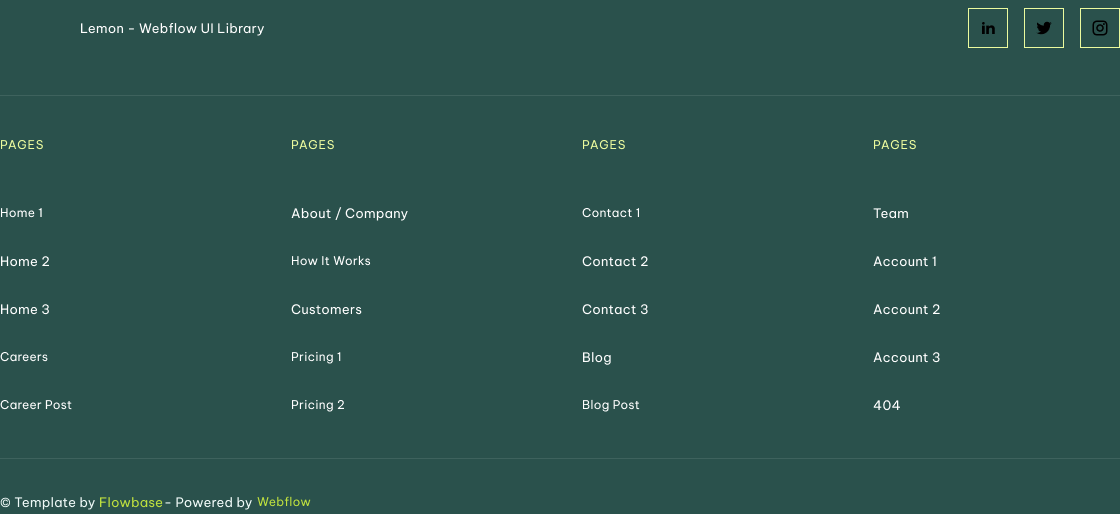 Lemon - Webflow UI Library
in
PAGES PAGES PAGES PAGES
Home 1 About / Company Contact 1 Team
Home 2 How It Works Contact 2 Account 1
Home 3 Customers Contact 3 Account 2
Careers Pricing 1 Blog Account 3
Career Post Pricing 2 Blog Post 404
© Template by Flowbase - Powered by Webflow